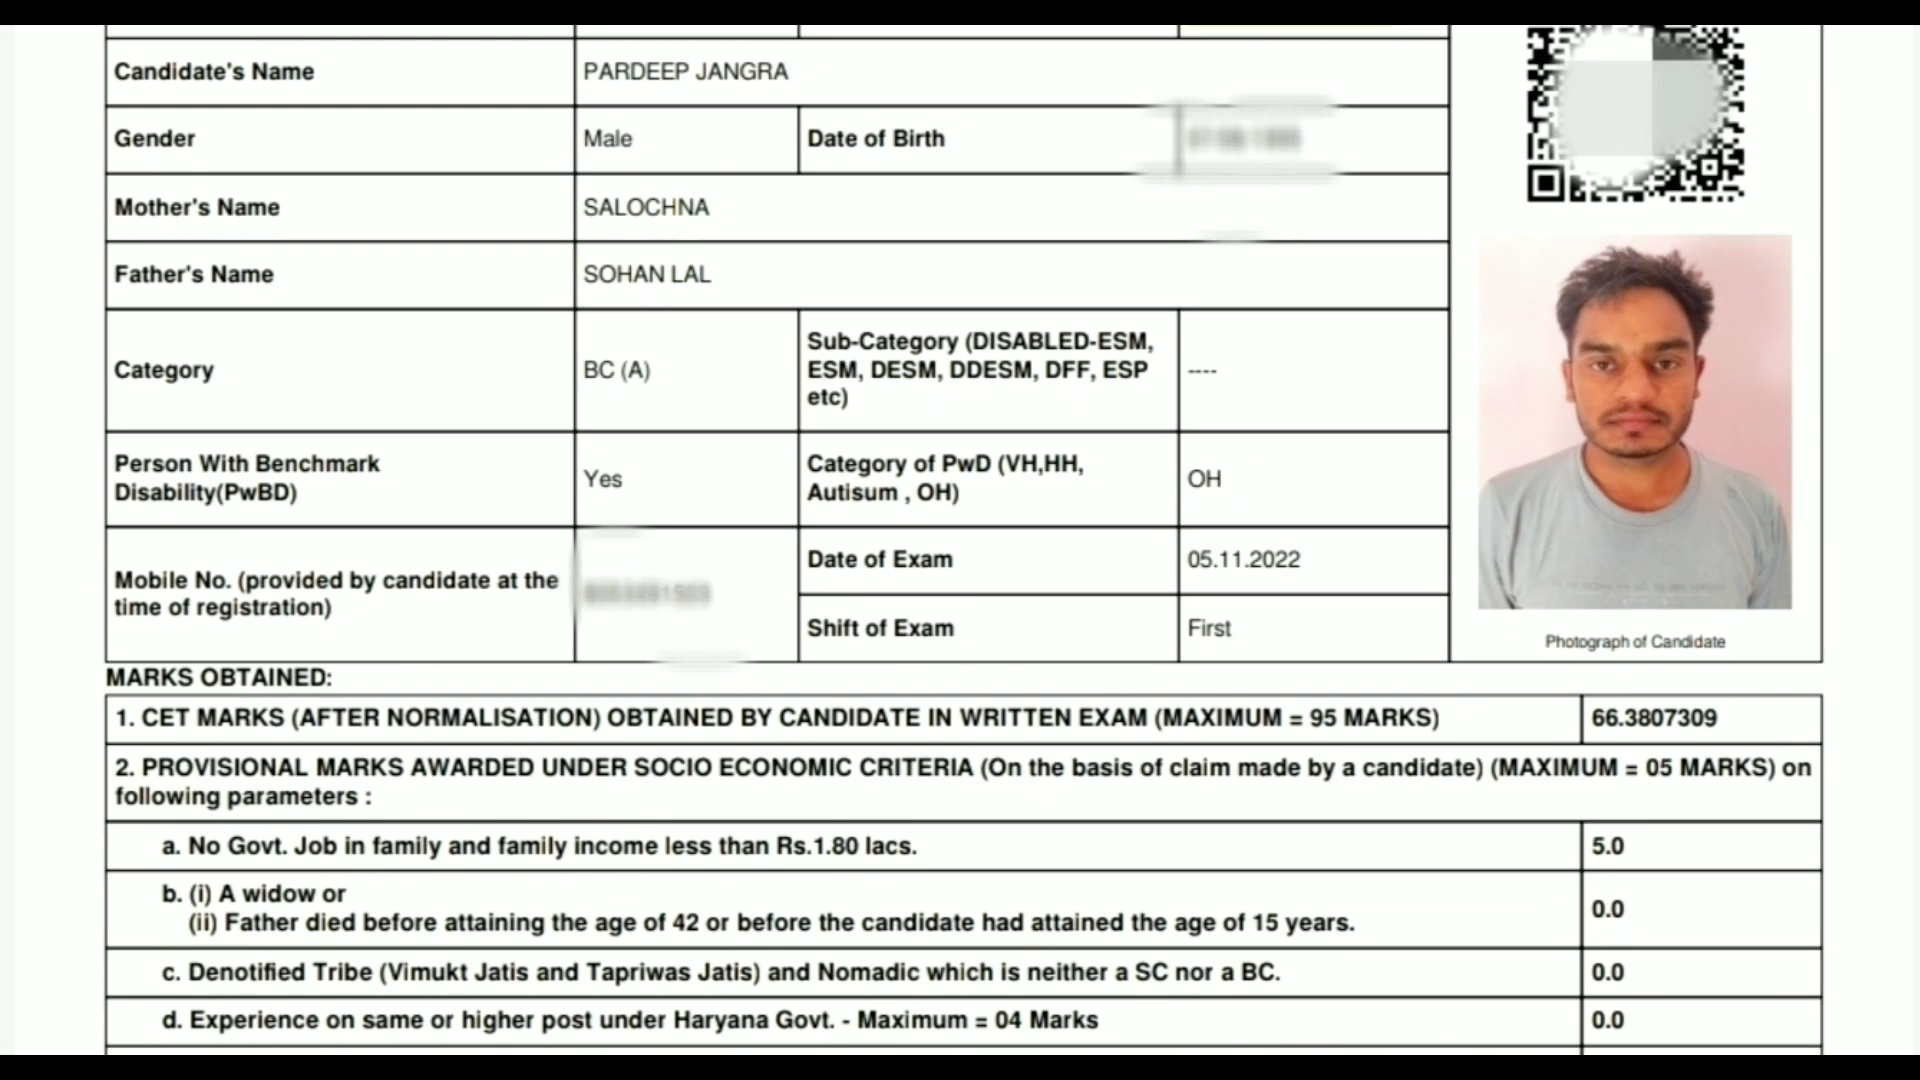 Candidate's Name PARDEEP JANGRA
Gender Male Date of Birth
Mother's Name SALOCHNA
Father's Name SOHAN LAL
Category BC (A) Sub-Category (DISABLED-ESM, ESM, DESM, DDESM, DFF, ESP etc) ----
Person With Benchmark Disability(PwBD) Yes Category of PwD (VH,HH, Autisum , OH) OH
Mobile No. (provided by candidate at the time of registration)
Date of Exam 05.11.2022
Shift of Exam First
Photograph of Candidate
MARKS OBTAINED:
1. CET MARKS (AFTER NORMALISATION) OBTAINED BY CANDIDATE IN WRITTEN EXAM (MAXIMUM = 95 MARKS) 66.3807309
2. PROVISIONAL MARKS AWARDED UNDER SOCIO ECONOMIC CRITERIA (On the basis of claim made by a candidate) (MAXIMUM = 05 MARKS) on
following parameters :
a. No Govt. Job in family and family income less than Rs.1.80 lacs. 5.0
b. (i) A widow or
(ii) Father died before attaining the age of 42 or before the candidate had attained the age of 15 years. 0.0
c. Denotified Tribe (Vimukt Jatis and Tapriwas Jatis) and Nomadic which is neither a SC nor a BC. 0.0
d. Experience on same or higher post under Haryana Govt. - Maximum = 04 Marks 0.0